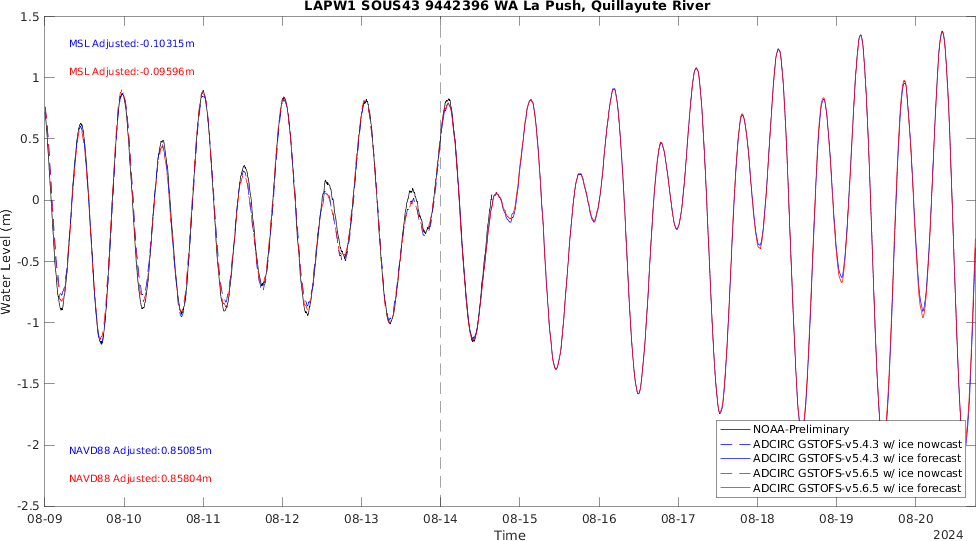 LAPW1 SOUS43 9442396 WA La Push, Quillayute River
MSL Adjusted:-0.10315m
MSL Adjusted:-0.09596m
NAVD88 Adjusted:0.85085m
NAVD88 Adjusted:0.85804m
Water Level (m)
1.5
1
0.5
0
-0.5
-1
-1.5
-2
-2.5
NOAA-Preliminary
ADCIRC GSTOFS-v5.4.3 w/ ice nowcast
ADCIRC GSTOFS-v5.4.3 w/ ice forecast
ADCIRC GSTOFS-v5.6.5 w/ ice nowcast
ADCIRC GSTOFS-v5.6.5 w/ ice forecast
08-09 08-10 08-11 08-12 08-13 08-14 08-15 08-16 08-17 08-18 08-19 08-20
Time
2024